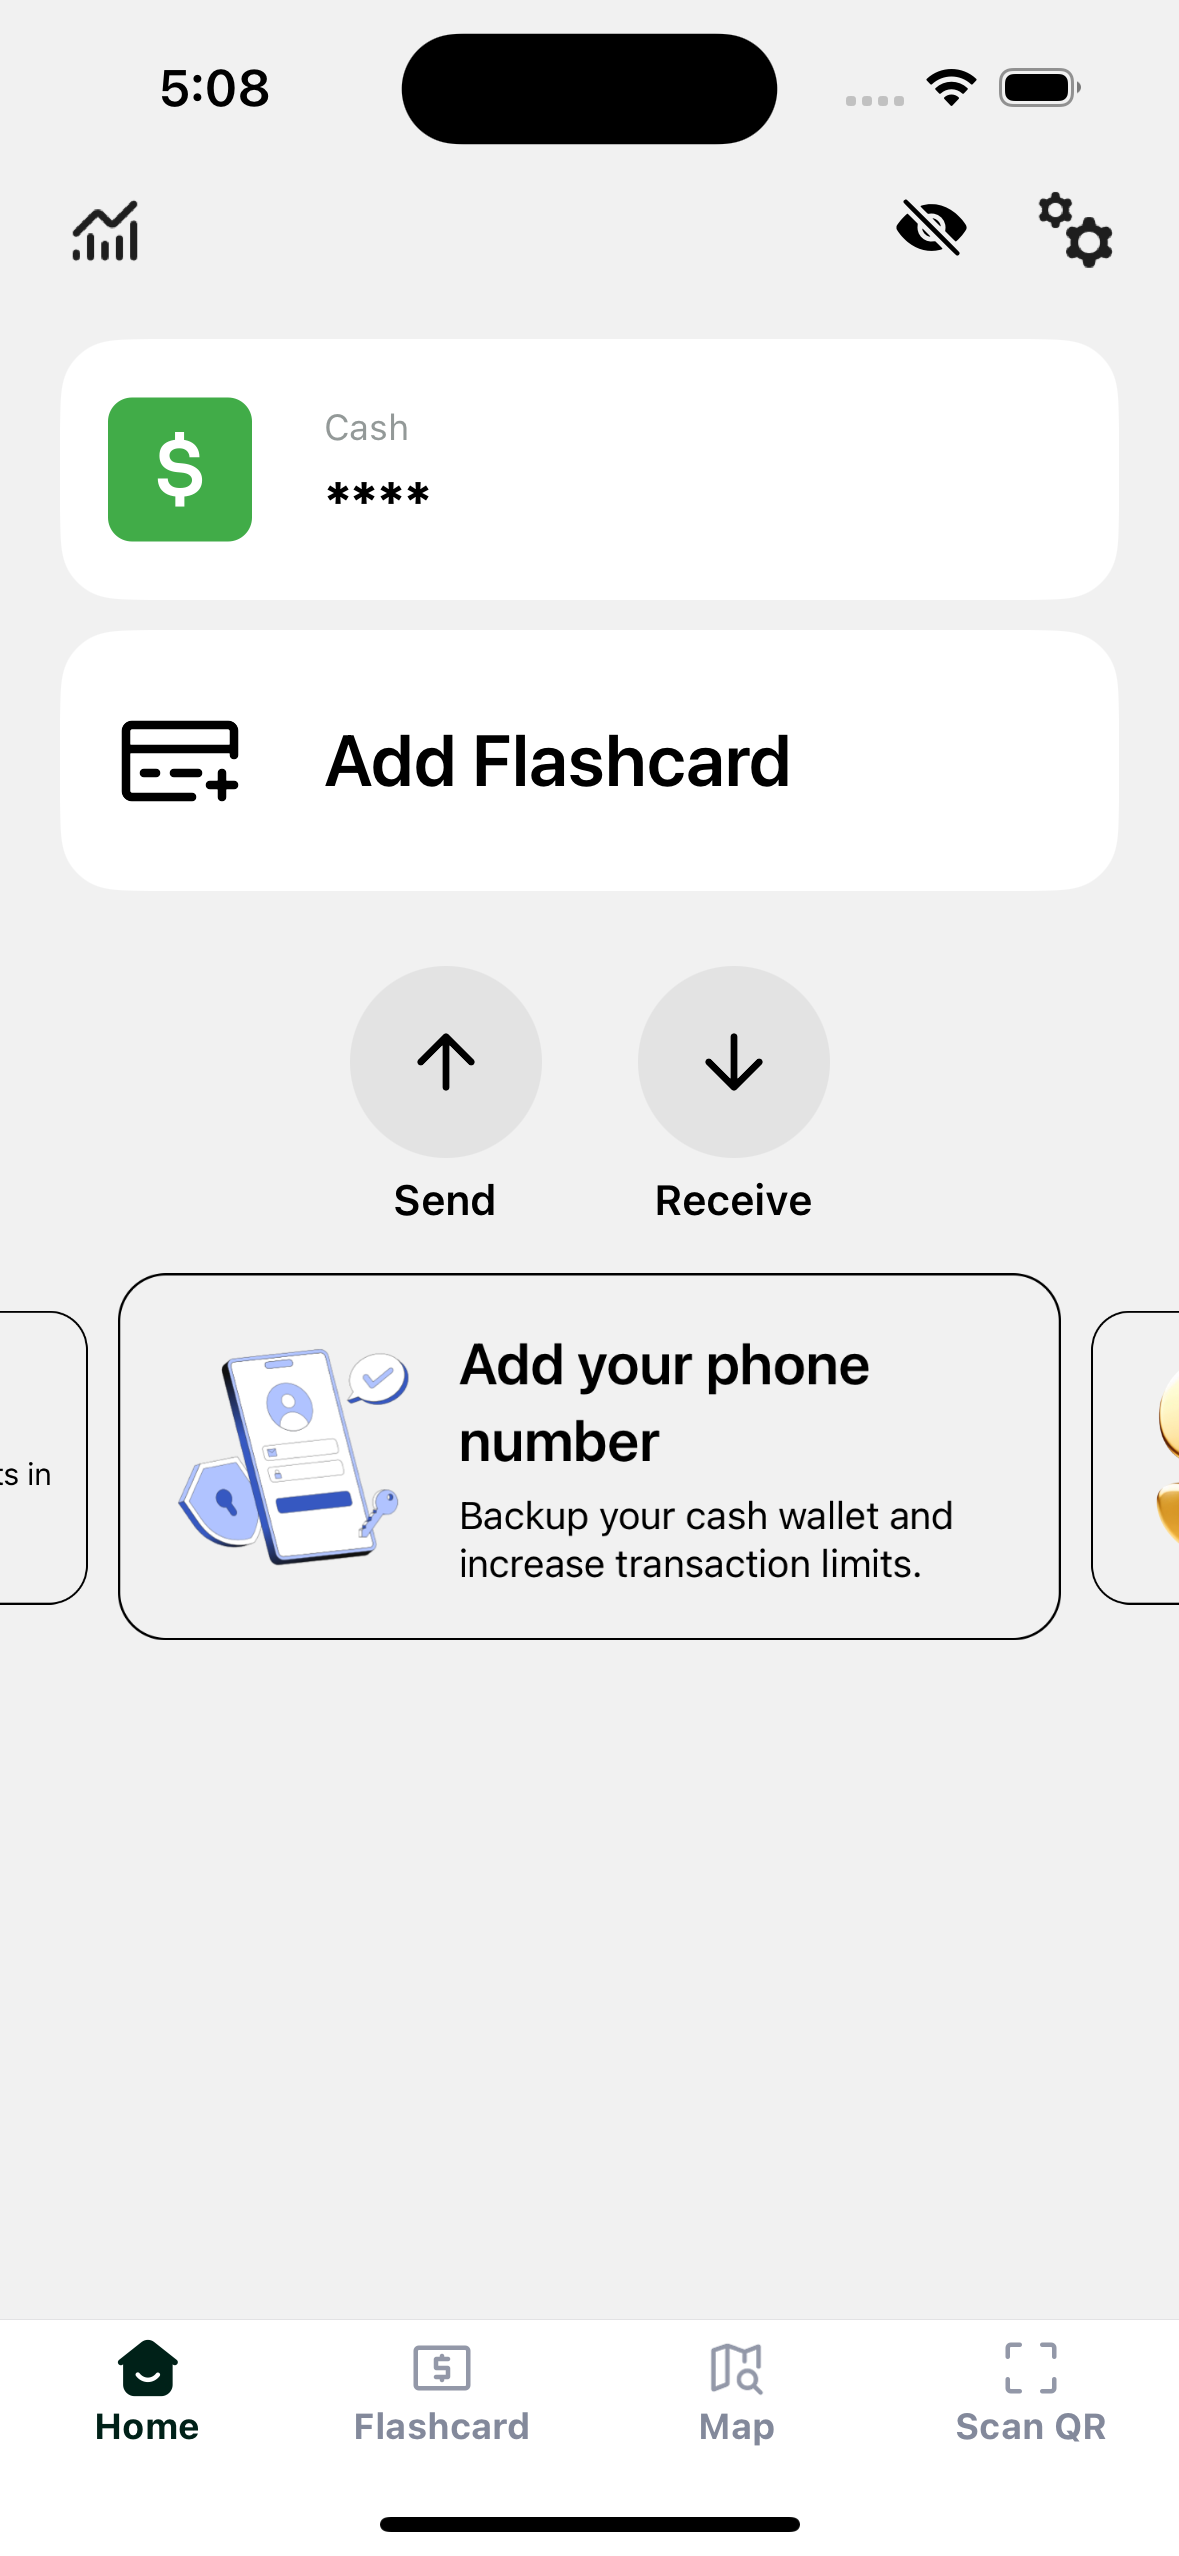 5:08
$
Cash
****
Add Flashcard
Send
Receive
ts in
Add your phone
number
Backup your cash wallet and
increase transaction limits.
Home
Flashcard
Map
Scan QR